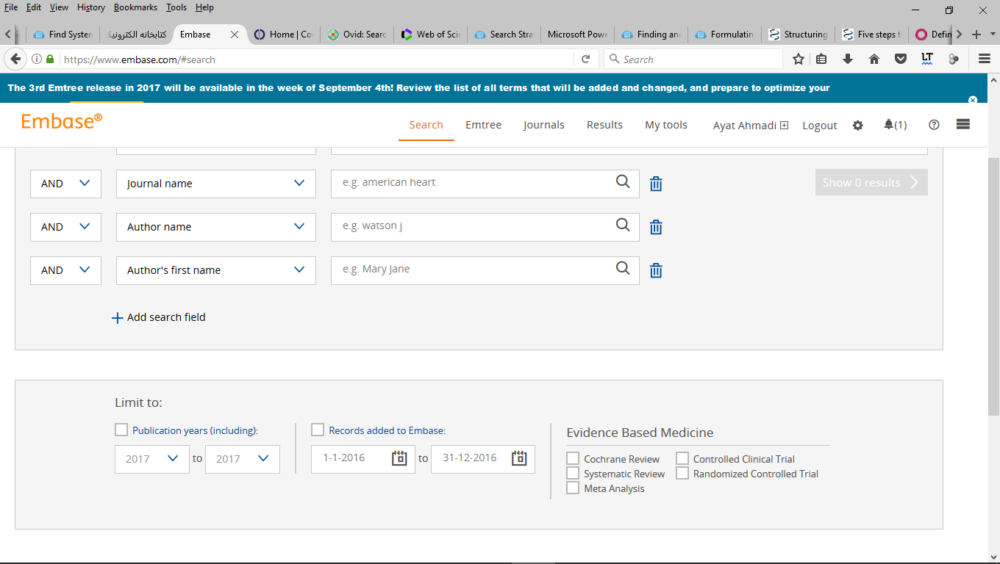 File Edit View History Bookmarks Tools Help
Find System کتابخانه الکترونیک Embase Home | Co Ovid: Searc Web of Scie Search Stra Microsoft Powe Finding an Formulatin Structuring Five steps t Defin
https://www.embase.com/#search Search LT
The 3rd Emtree release in 2017 will be available in the week of September 4th! Review the list of all terms that will be added and changed, and prepare to optimize your
Embase® Search Emtree Journals Results My tools Ayat Ahmadi Logout (1)
AND Journal name e.g. american heart Show 0 results
AND Author name e.g. watson j
AND Author's first name e.g. Mary Jane
Add search field
Limit to:
Publication years (including): Records added to Embase: Evidence Based Medicine
2017 to 2017 1-1-2016 to 31-12-2016
Cochrane Review Controlled Clinical Trial
Systematic Review Randomized Controlled Trial
Meta Analysis